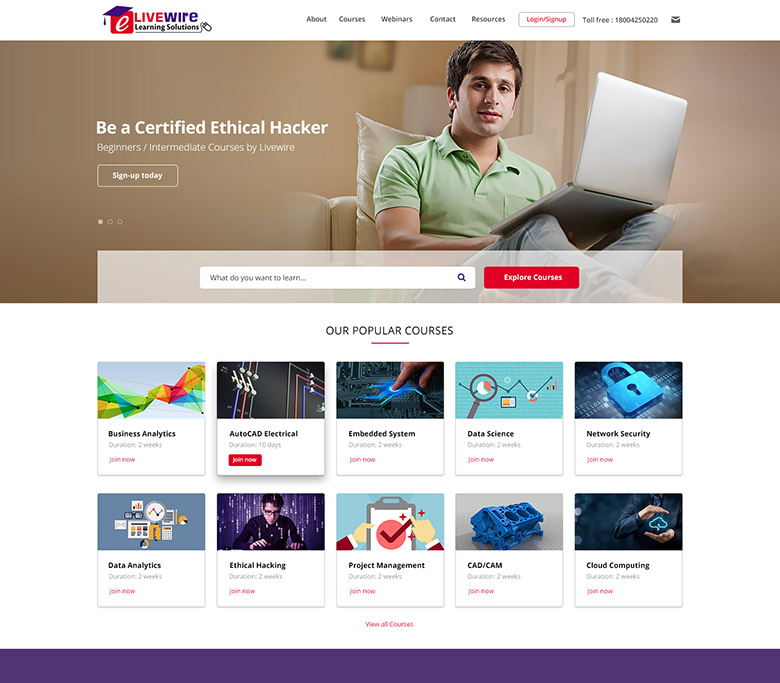 e LIVEWIRE
Learning Solutions
About Courses Webinars Contact Resources Login/Signup Toll free : 18004250220
Be a Certified Ethical Hacker
Beginners / Intermediate Courses by Livewire
Sign-up today
What do you want to learn... Explore Courses
OUR POPULAR COURSES
Business Analytics
Duration: 2 weeks
Join now
AutoCAD Electrical
Duration: 10 days
Join now
Embedded System
Duration: 2 weeks
Join now
Data Science
Duration: 2 weeks
Join now
Network Security
Duration: 2 weeks
Join now
Data Analytics
Duration: 2 weeks
Join now
Ethical Hacking
Duration: 2 weeks
Join now
Project Management
Duration: 2 weeks
Join now
CAD/CAM
Duration: 2 weeks
Join now
Cloud Computing
Duration: 2 weeks
Join now
View all Courses